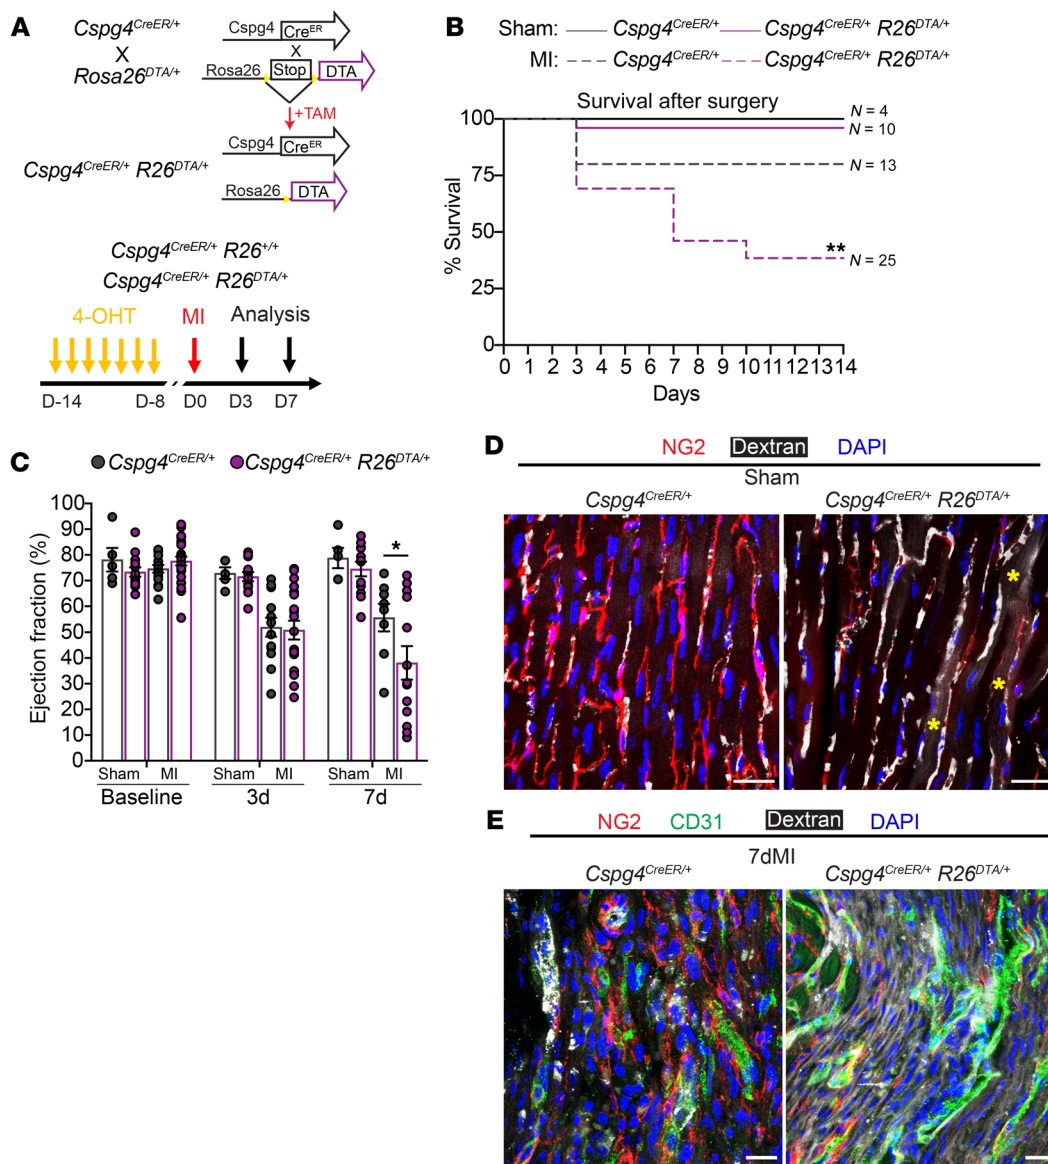 A
Cspg4CreER/+
X
Rosa26DTA/+
Cspg4 CreER
X
Rosa26 Stop DTA
+TAM
Cspg4 CreER
Cspg4CreER/+ R26DTA/+
Rosa26 DTA
Cspg4CreER/+ R26+/+
Cspg4CreER/+ R26DTA/+
4-OHT MI Analysis
D-14 D-8 D0 D3 D7
B
Sham: Cspg4CreER/+ Cspg4CreER/+ R26DTA/+
MI: Cspg4CreER/+ Cspg4CreER/+ R26DTA/+
Survival after surgery
% Survival
100
75
50
25
0
N = 4
N = 10
N = 13
**
N = 25
0 1 2 3 4 5 6 7 8 9 10 11 12 13 14
Days
C
Cspg4CreER/+ Cspg4CreER/+ R26DTA/+
Ejection fraction (%)
100
90
80
70
60
50
40
30
20
10
0
*
Sham MI Sham MI Sham MI
Baseline 3d 7d
D
NG2 Dextran DAPI
Sham
Cspg4CreER/+ Cspg4CreER/+ R26DTA/+
*
*
*
E
NG2 CD31 Dextran DAPI
7dMI
Cspg4CreER/+ Cspg4CreER/+ R26DTA/+